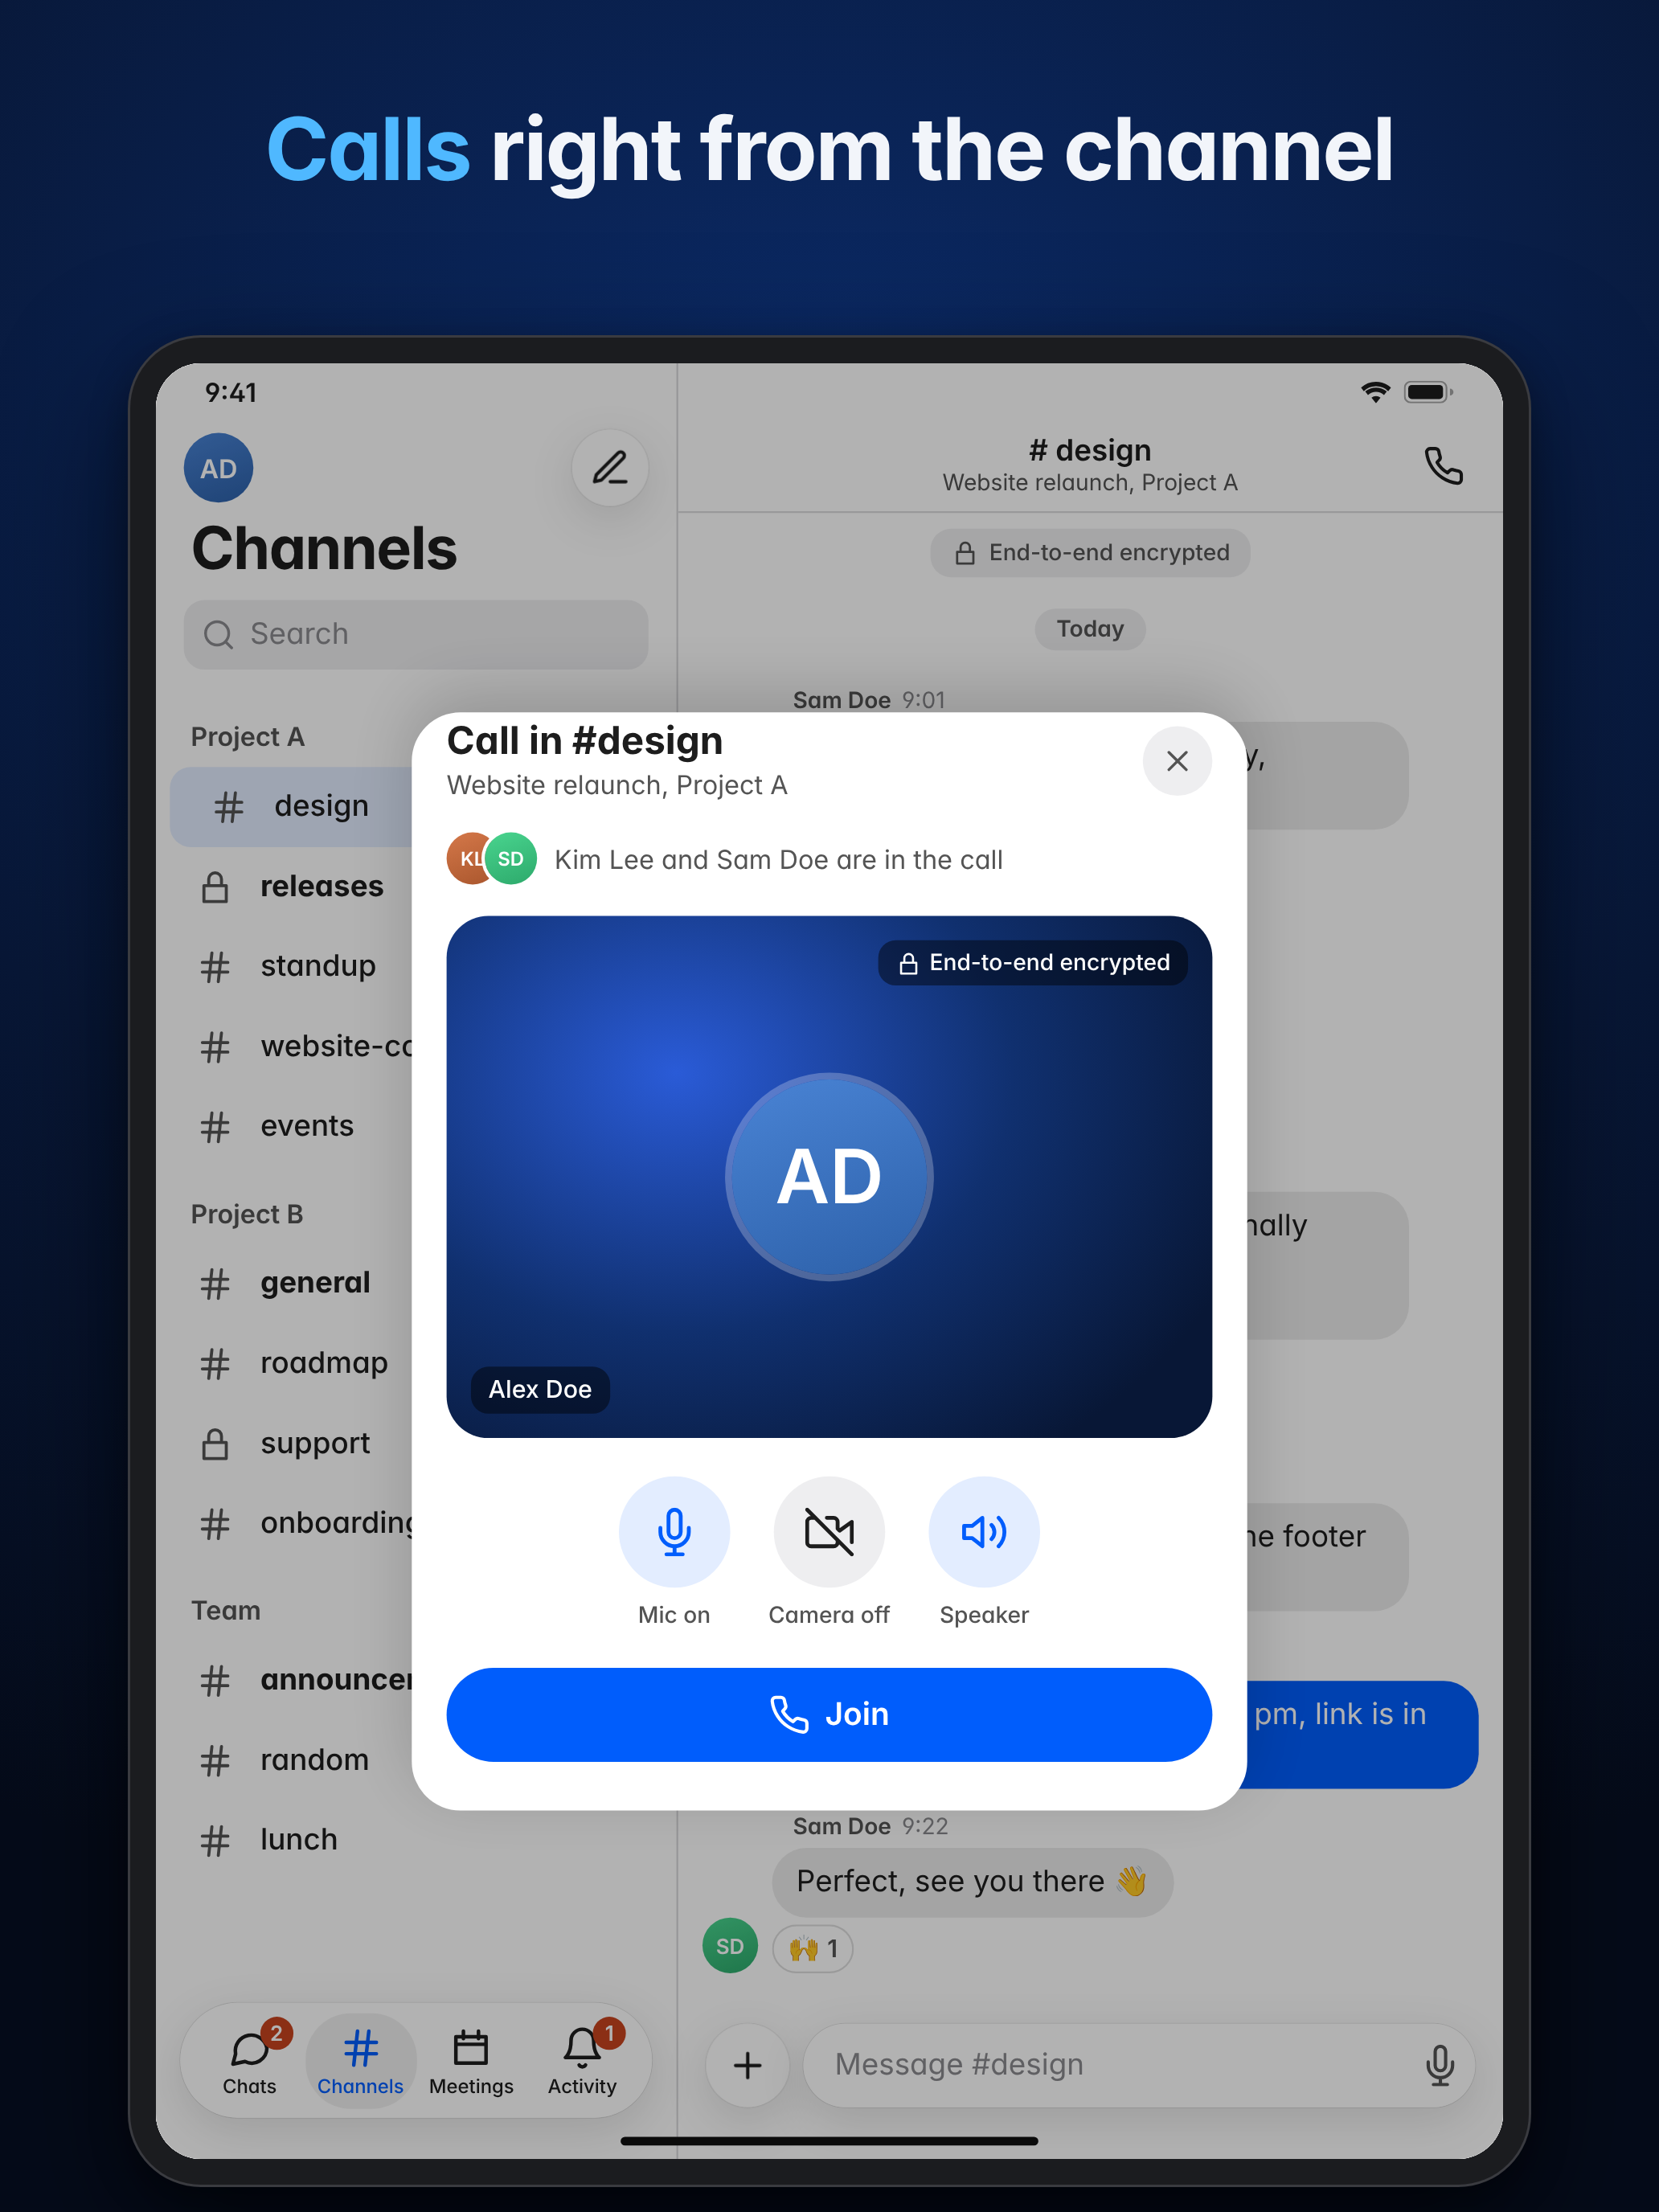 Calls right from the channel
9:41
AD
Channels
Search
Project A
design
releases
standup
events
Project B
general
roadmap
support
onboarding
Team
random
lunch
2
1
Chats
Channels
Meetings
Activity
# design
Website relaunch, Project A
End-to-end encrypted
Today
Sam Doe 9:01
Call in #design
Website relaunch, Project A
KL SD Kim Lee and Sam Doe are in the call
End-to-end encrypted
AD
Alex Doe
Mic on
Camera off
Speaker
Join
footer
pm, link is in
Sam Doe 9:22
Perfect, see you there 👋
SD
🙌 1
Message #design